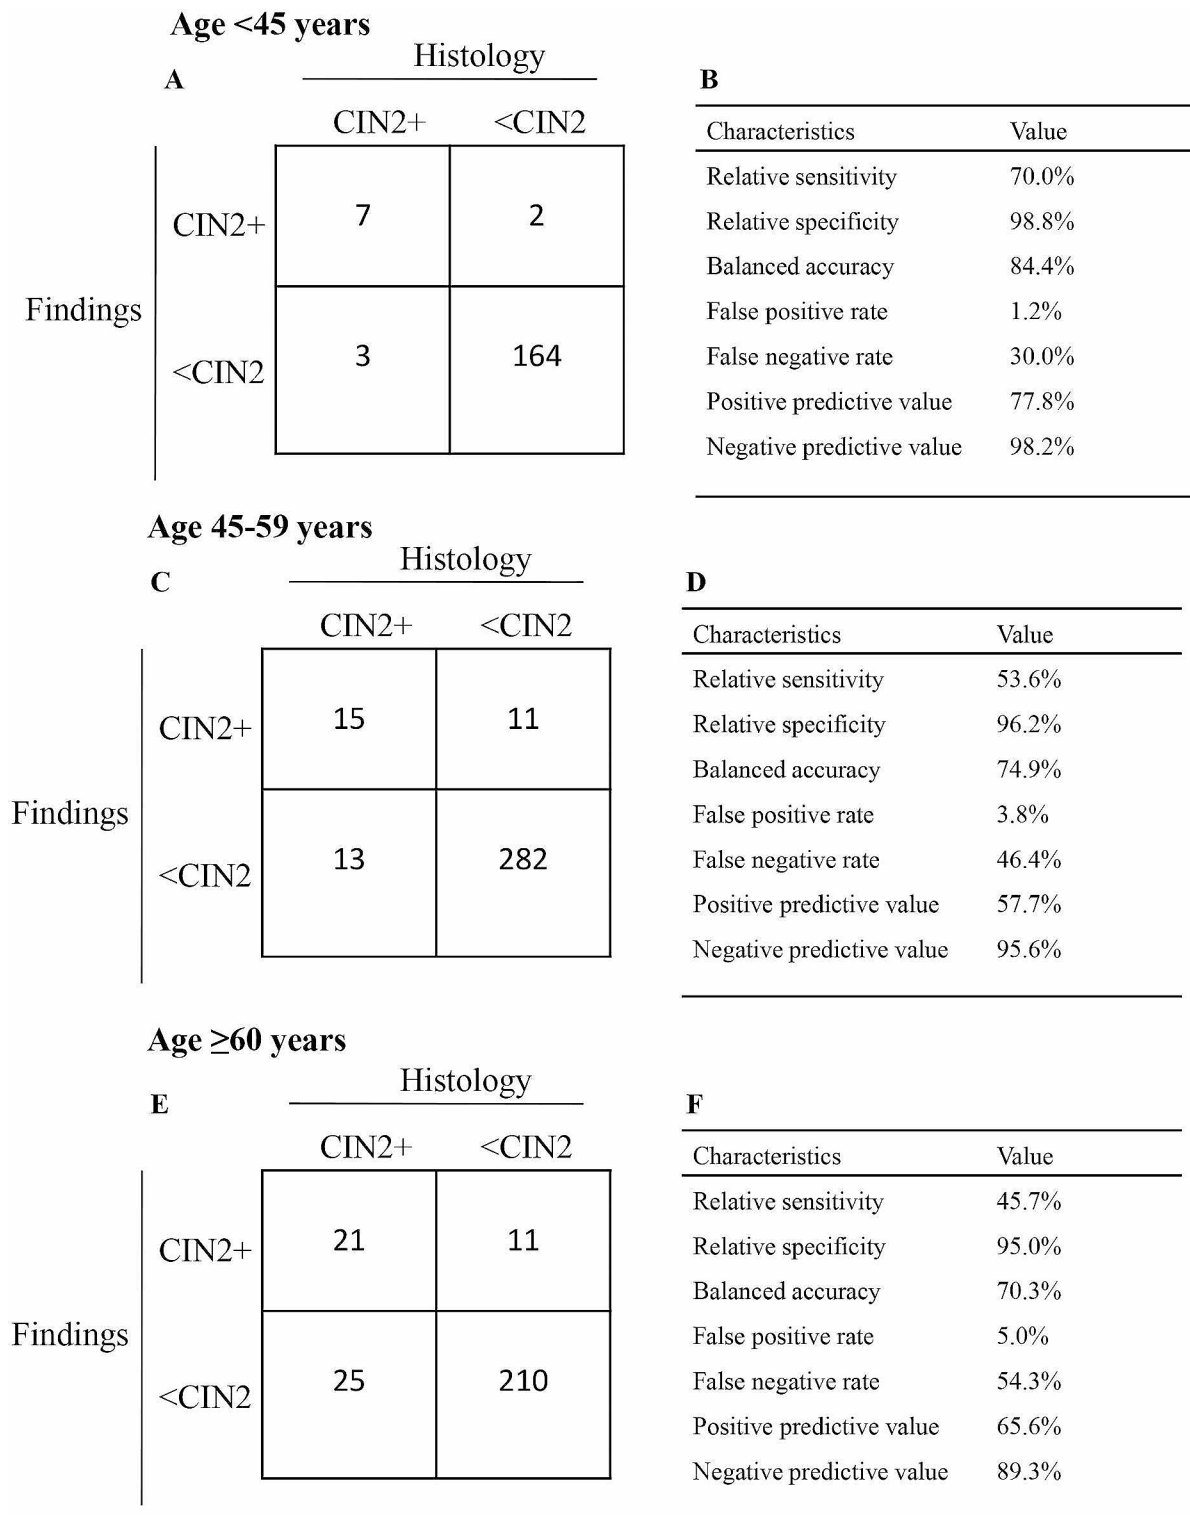 Age <45 years
Histology
A
CIN2+ <CIN2
CIN2+ 7 2
Findings
<CIN2 3 164
B
Characteristics Value
Relative sensitivity 70.0%
Relative specificity 98.8%
Balanced accuracy 84.4%
False positive rate 1.2%
False negative rate 30.0%
Positive predictive value 77.8%
Negative predictive value 98.2%
Age 45-59 years
Histology
C
CIN2+ <CIN2
CIN2+ 15 11
Findings
<CIN2 13 282
D
Characteristics Value
Relative sensitivity 53.6%
Relative specificity 96.2%
Balanced accuracy 74.9%
False positive rate 3.8%
False negative rate 46.4%
Positive predictive value 57.7%
Negative predictive value 95.6%
Age ≥60 years
Histology
E
CIN2+ <CIN2
CIN2+ 21 11
Findings
<CIN2 25 210
F
Characteristics Value
Relative sensitivity 45.7%
Relative specificity 95.0%
Balanced accuracy 70.3%
False positive rate 5.0%
False negative rate 54.3%
Positive predictive value 65.6%
Negative predictive value 89.3%